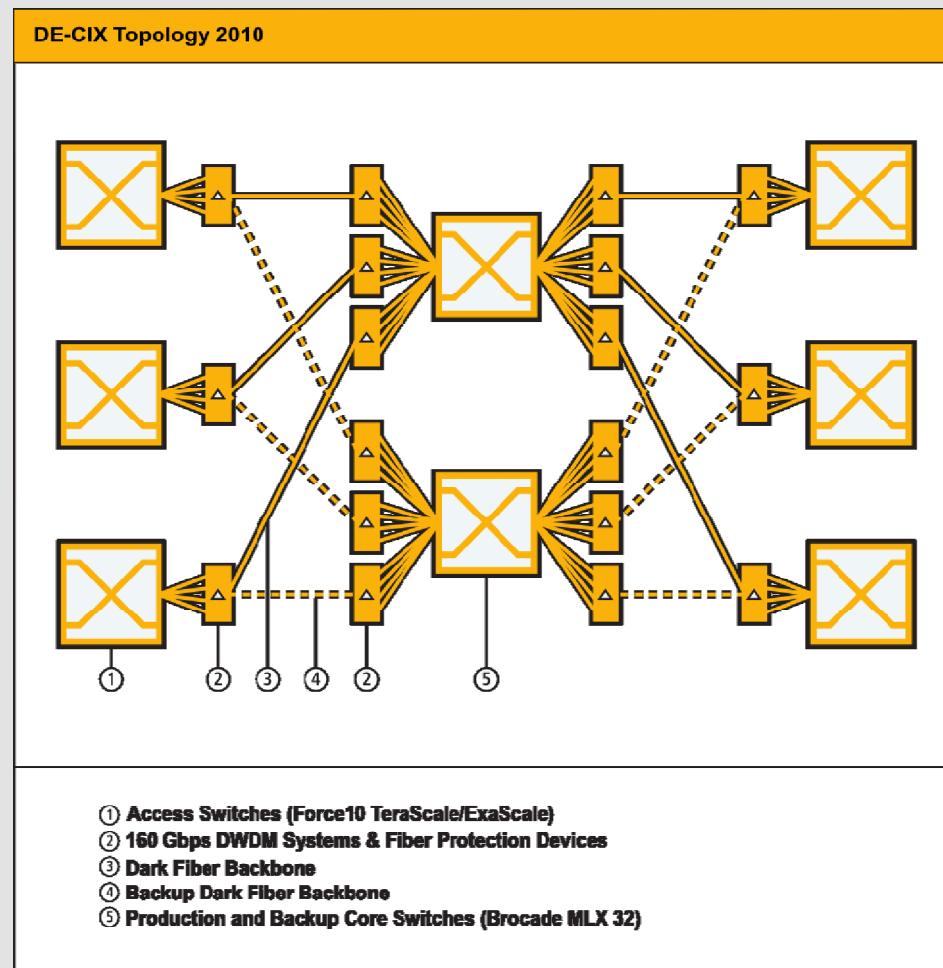 DE-CIX Topology 2010
① ② ③ ④ ② ⑤
① Access Switches (Force10 TeraScale/ExaScale)
② 160 Gbps DWDM Systems & Fiber Protection Devices
③ Dark Fiber Backbone
④ Backup Dark Fiber Backbone
⑤ Production and Backup Core Switches (Brocade MLX 32)